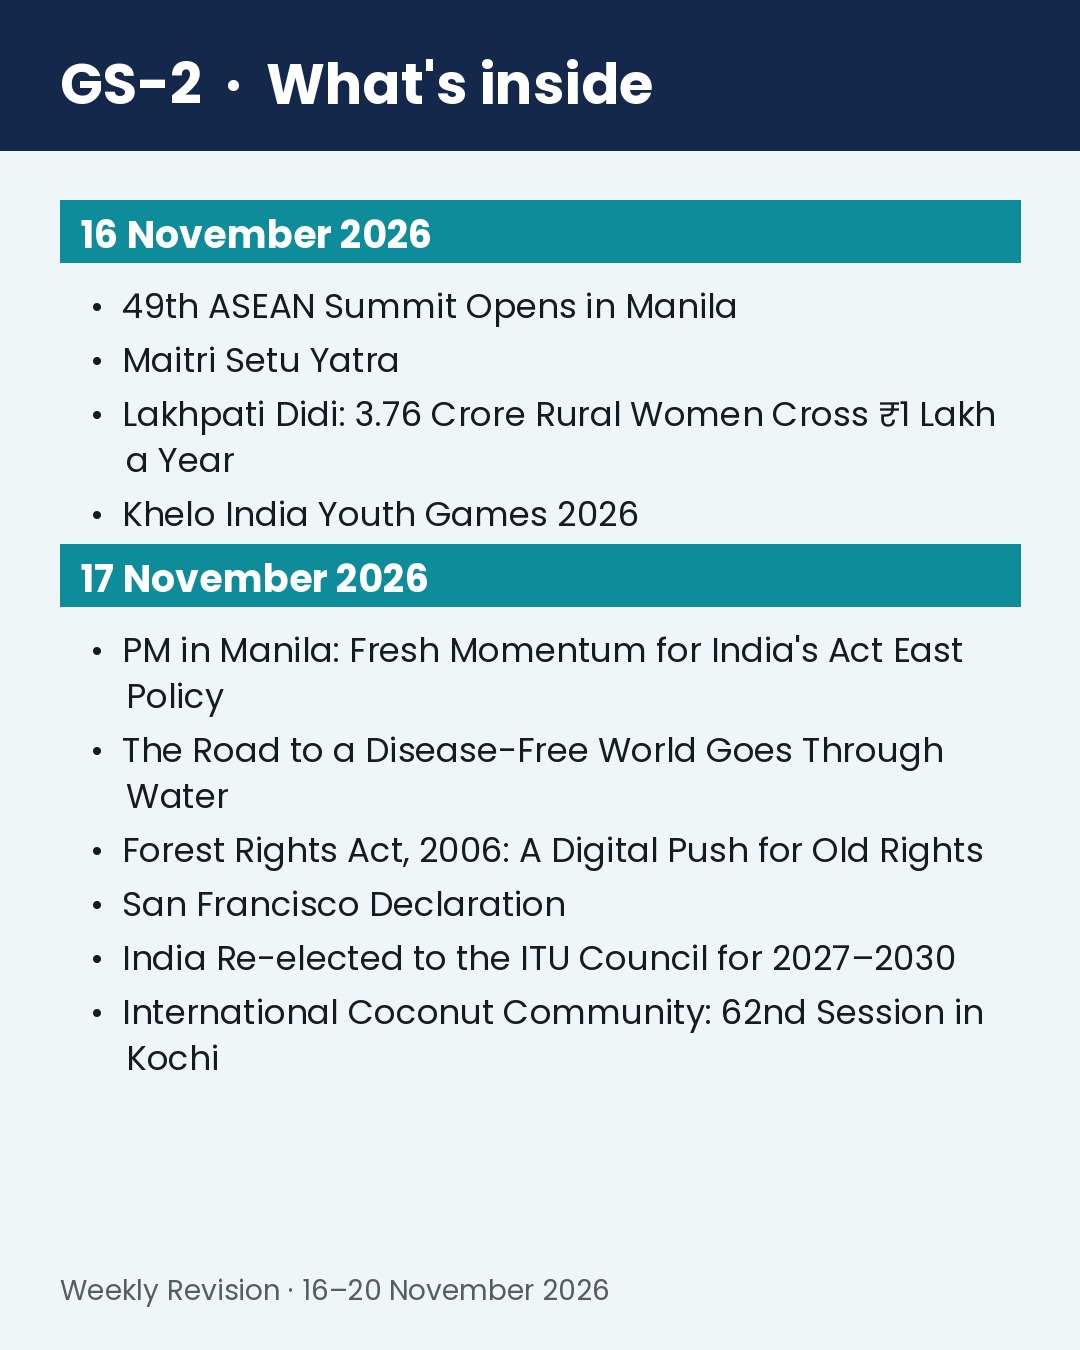 GS-2 · What's inside
16 November 2026
• 49th ASEAN Summit Opens in Manila
• Maitri Setu Yatra
• Lakhpati Didi: 3.76 Crore Rural Women Cross ₹1 Lakh
a Year
• Khelo India Youth Games 2026
17 November 2026
• PM in Manila: Fresh Momentum for India's Act East
Policy
• The Road to a Disease-Free World Goes Through
Water
• Forest Rights Act, 2006: A Digital Push for Old Rights
• San Francisco Declaration
• India Re-elected to the ITU Council for 2027–2030
• International Coconut Community: 62nd Session in
Kochi
Weekly Revision · 16–20 November 2026